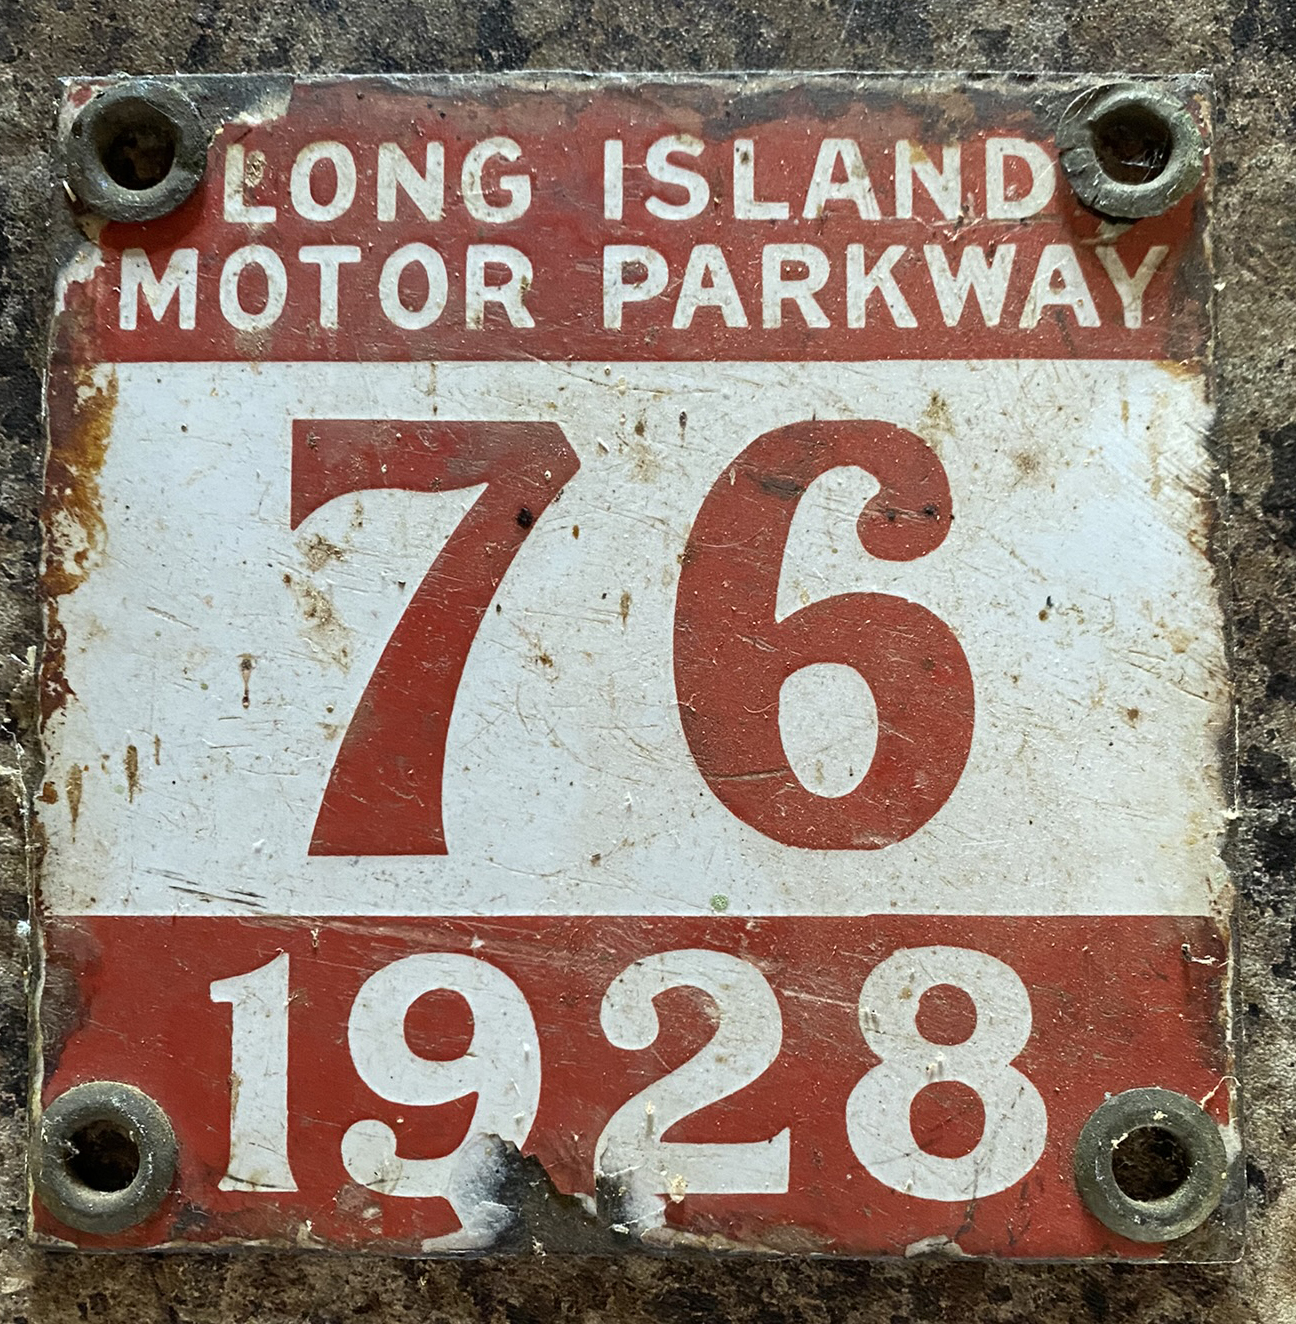 LONG ISLAND
MOTOR PARKWAY
76
1928